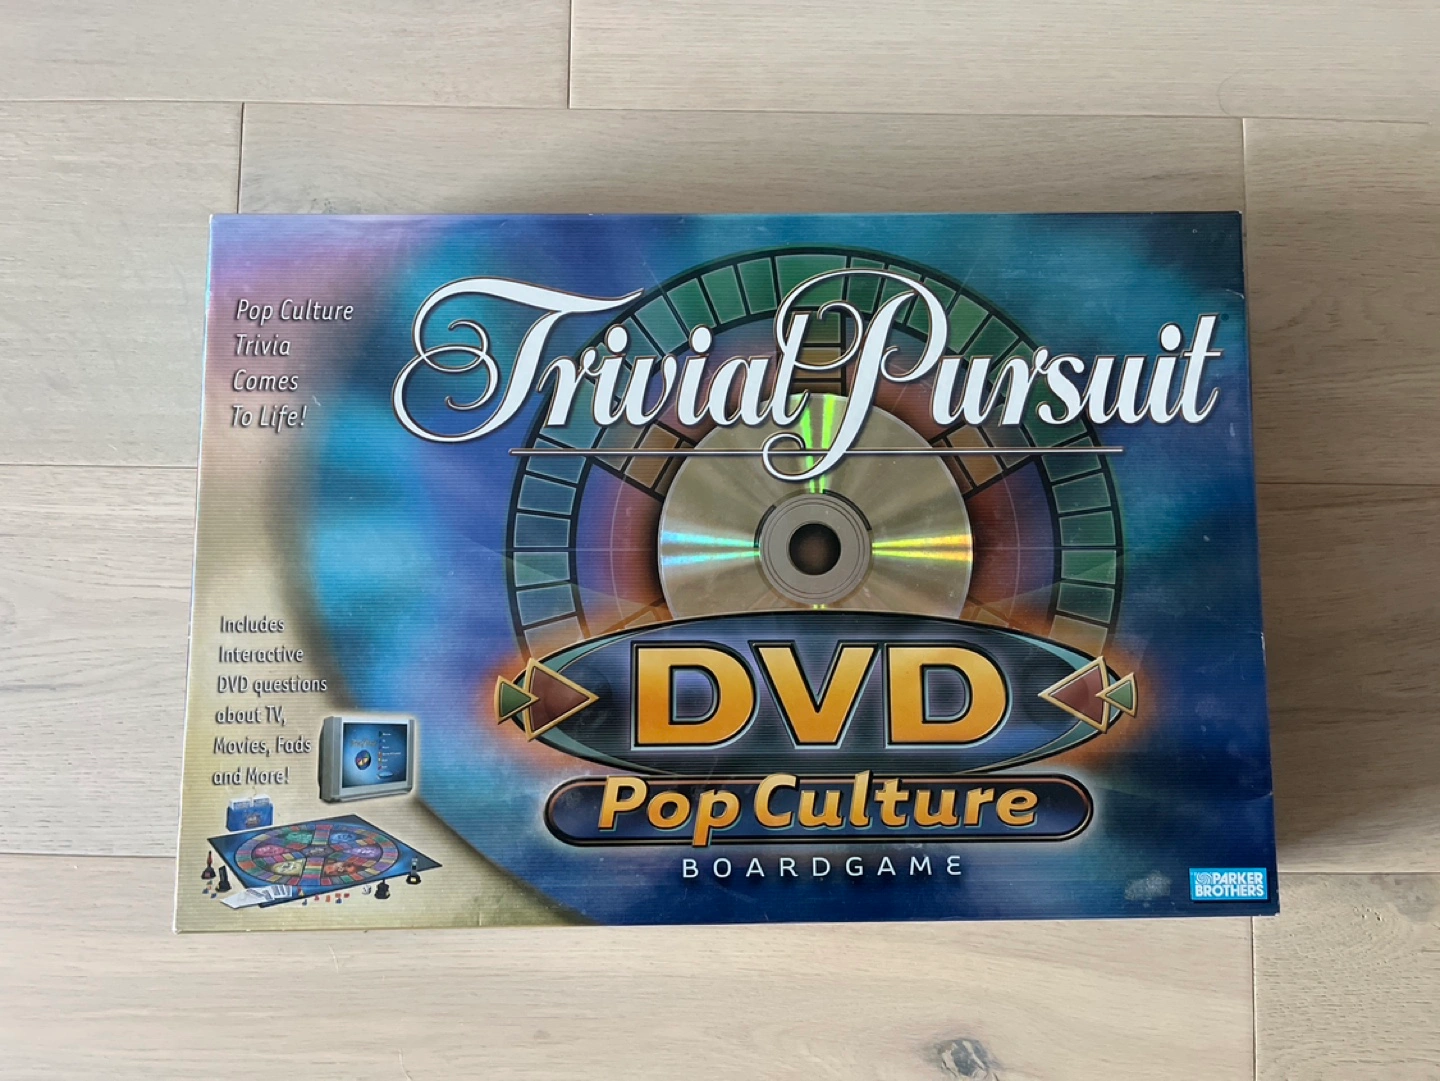 Pop Culture
Trivia
Comes
To Life!
Trivial Pursuit
Includes
Interactive
DVD questions
about TV,
Movies, Fads
and More!
DVD
Pop Culture
BOARDGAME
PARKER
BROTHERS